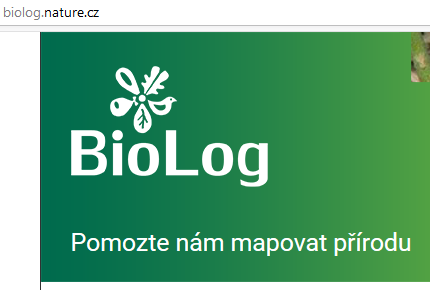 biolog.nature.cz
BioLog
Pomozte nám mapovat přírodu